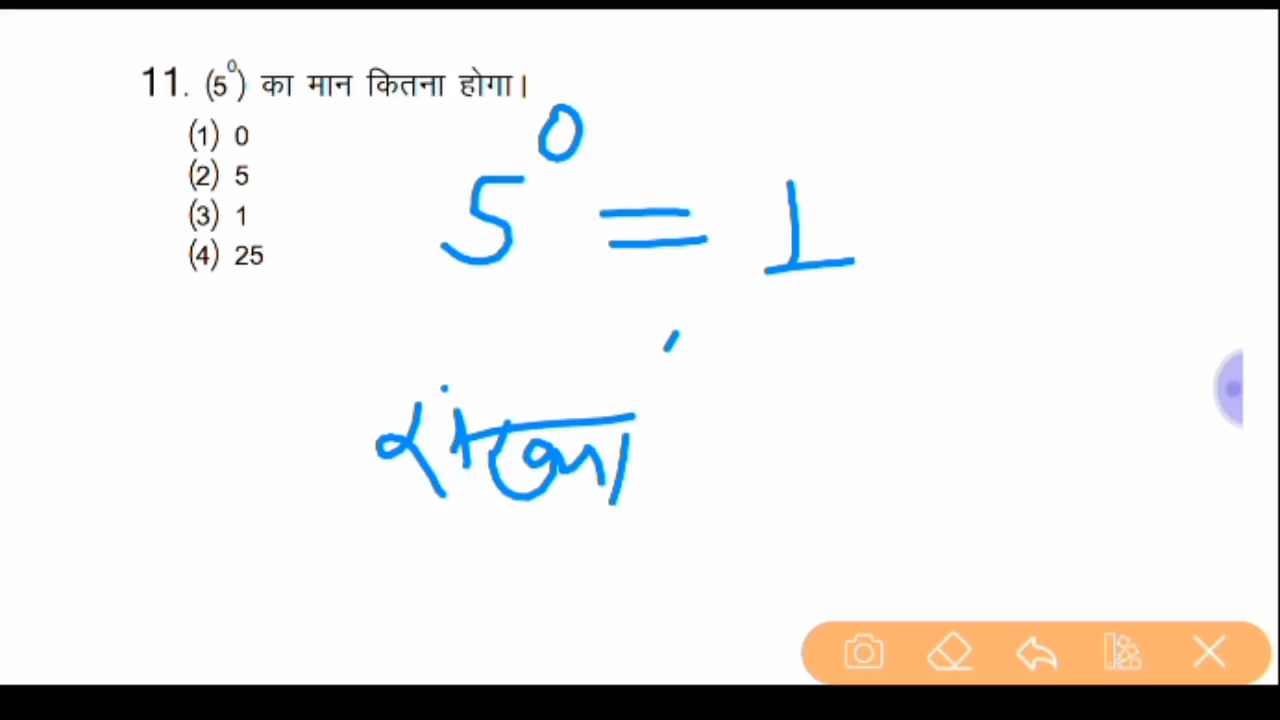 11. (5⁰) का मान कितना होगा।
(1) 0
(2) 5
(3) 1
(4) 25
5⁰ = 1